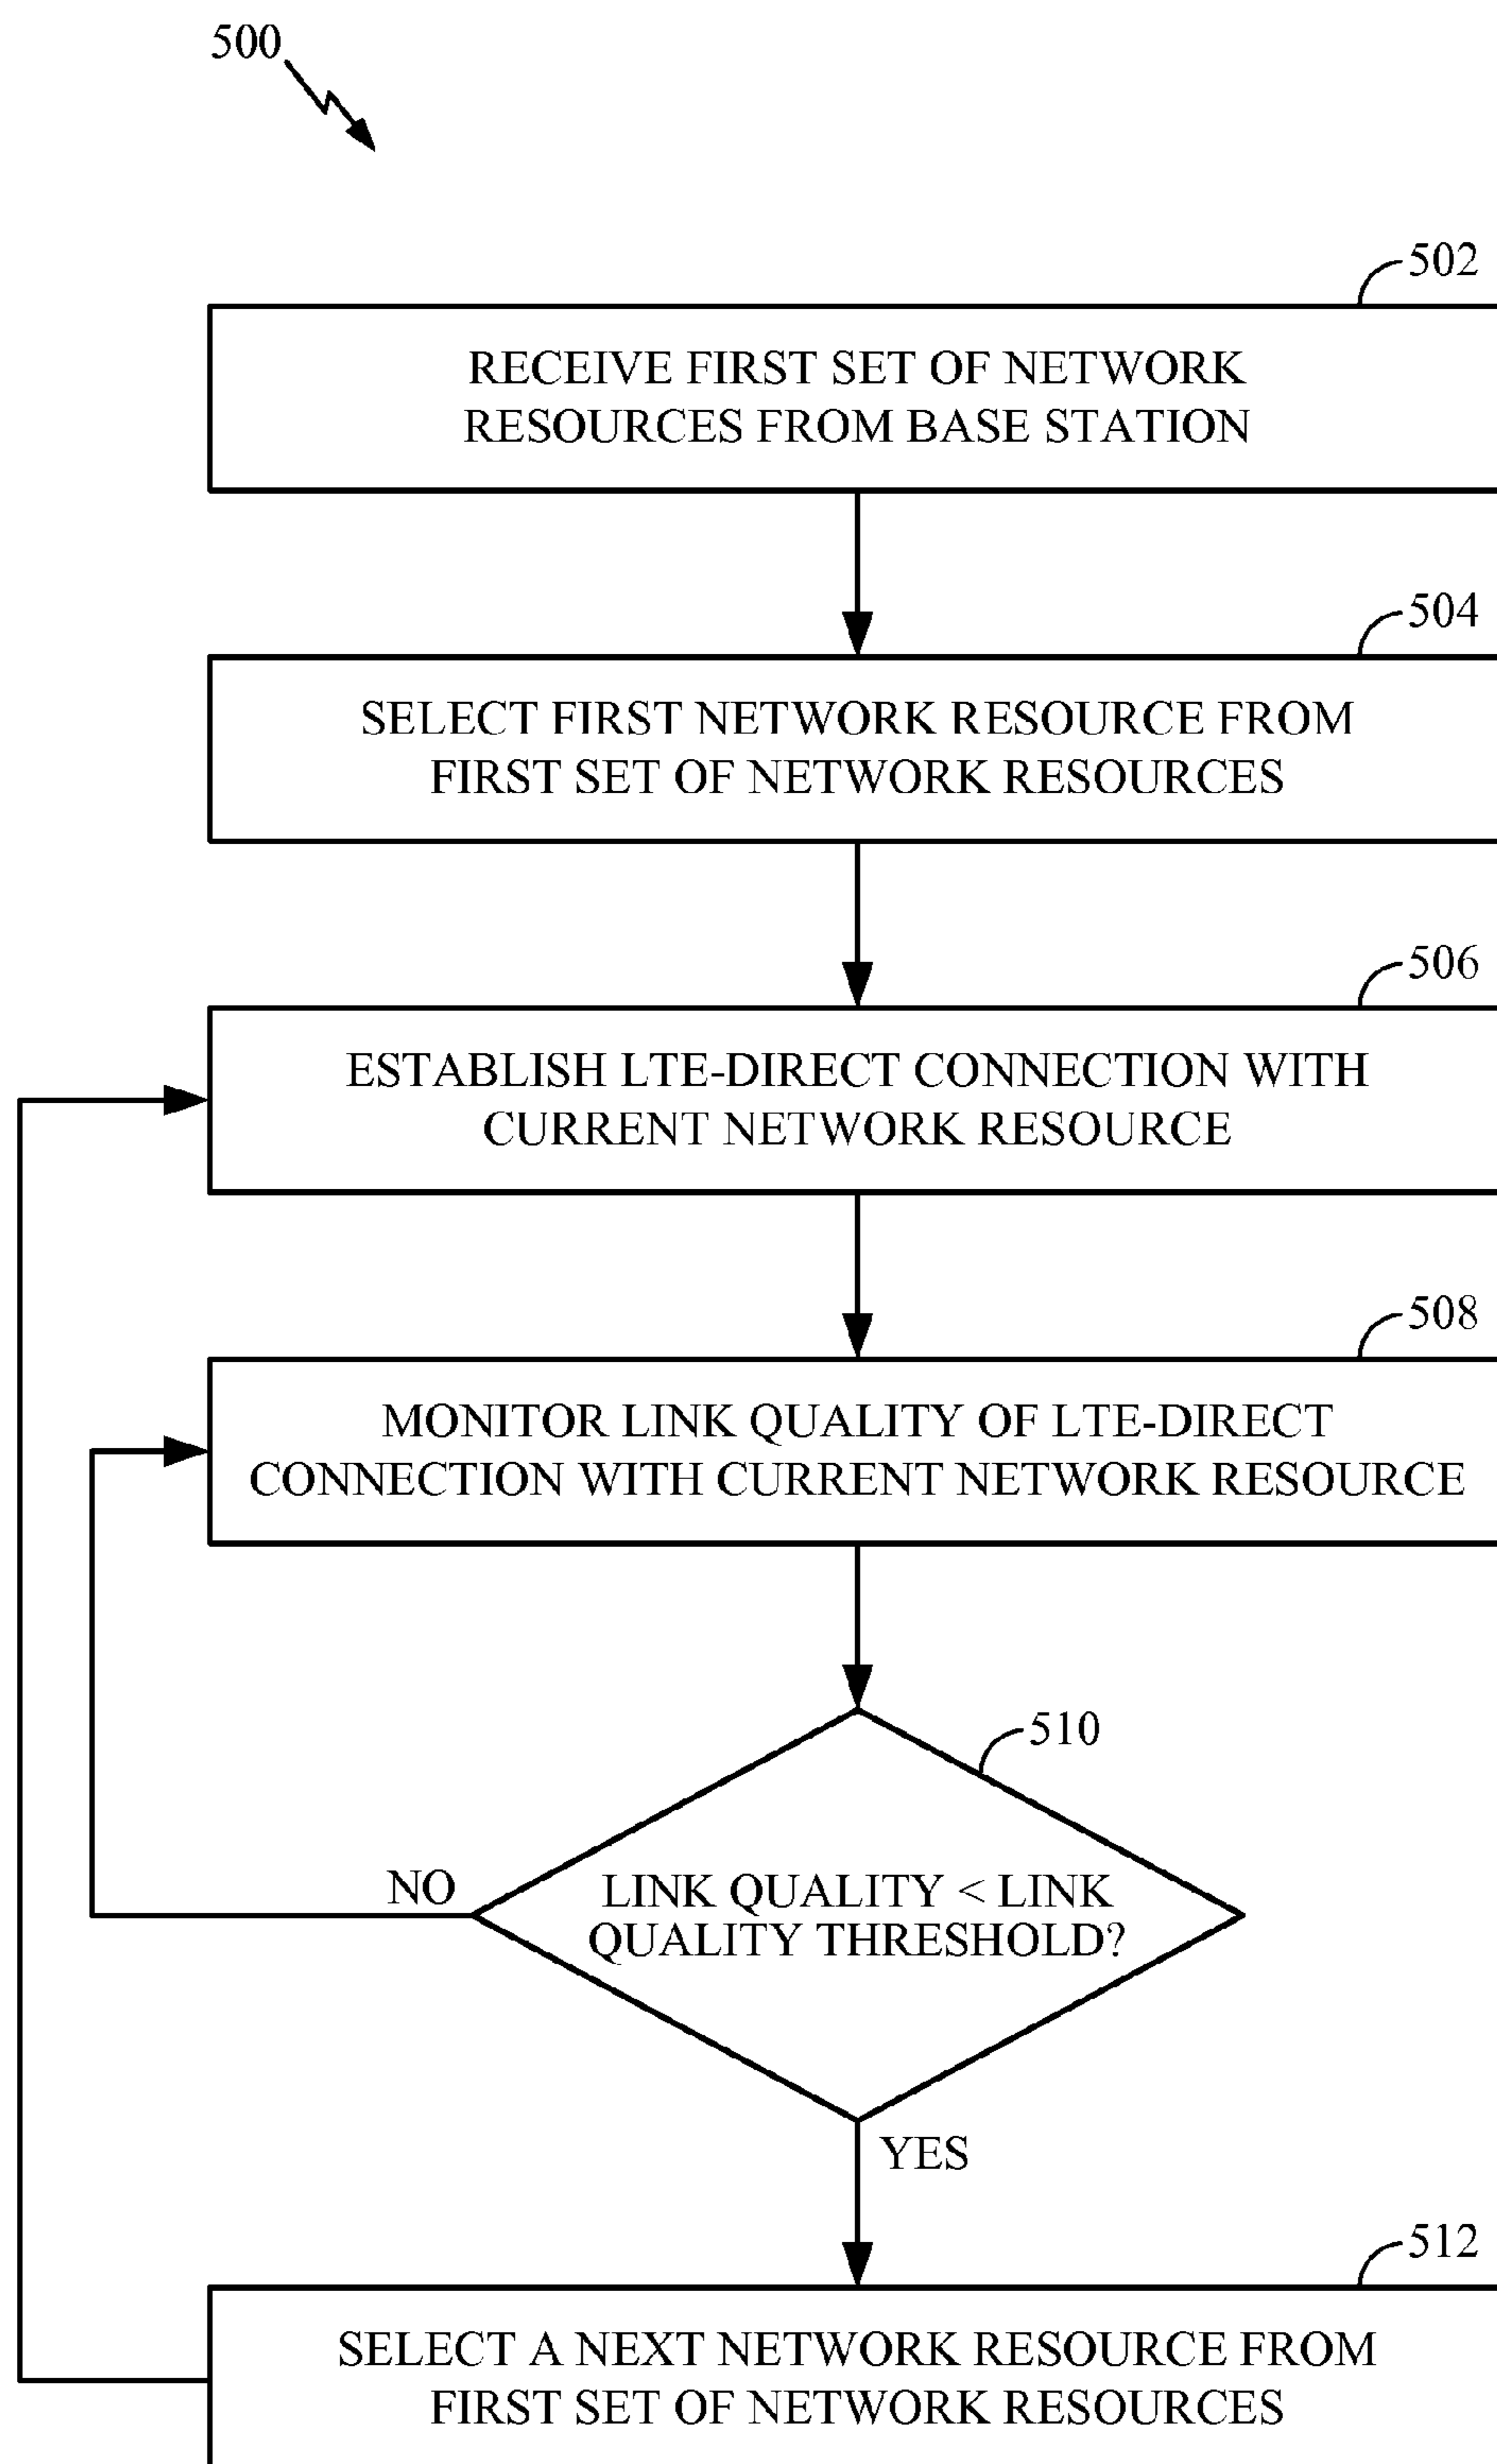 500
502
RECEIVE FIRST SET OF NETWORK
RESOURCES FROM BASE STATION
504
SELECT FIRST NETWORK RESOURCE FROM
FIRST SET OF NETWORK RESOURCES
506
ESTABLISH LTE-DIRECT CONNECTION WITH
CURRENT NETWORK RESOURCE
508
MONITOR LINK QUALITY OF LTE-DIRECT
CONNECTION WITH CURRENT NETWORK RESOURCE
510
NO
LINK QUALITY < LINK
QUALITY THRESHOLD?
YES
512
SELECT A NEXT NETWORK RESOURCE FROM
FIRST SET OF NETWORK RESOURCES